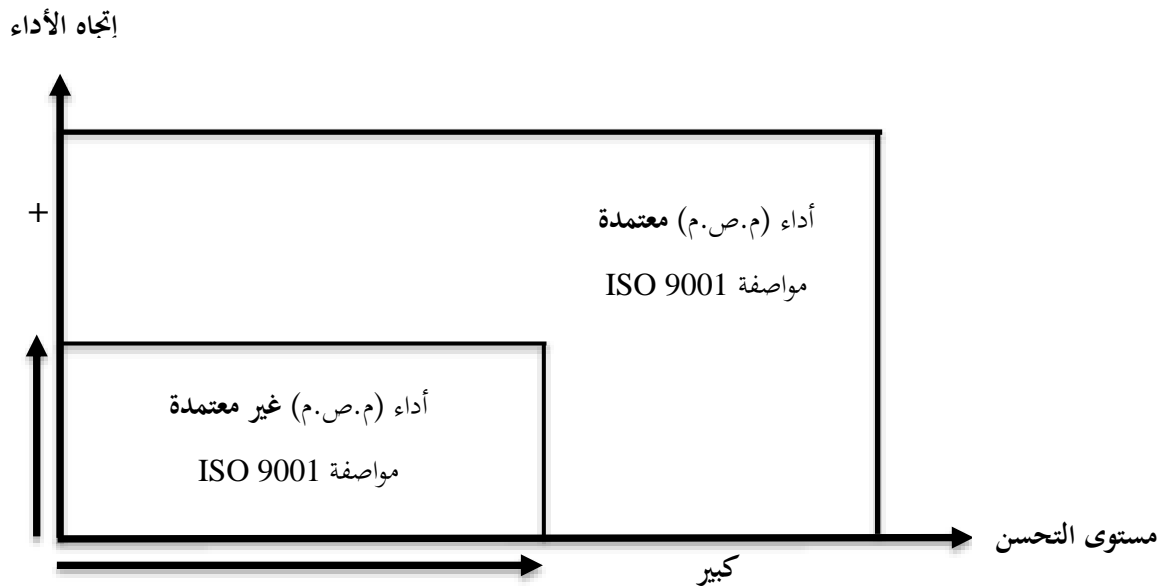 إتجاه الأداء
+
أداء (م.ص.م) معتمدة
مواصفة ISO 9001
أداء (م.ص.م) غير معتمدة
مواصفة ISO 9001
مستوى التحسن
كبير